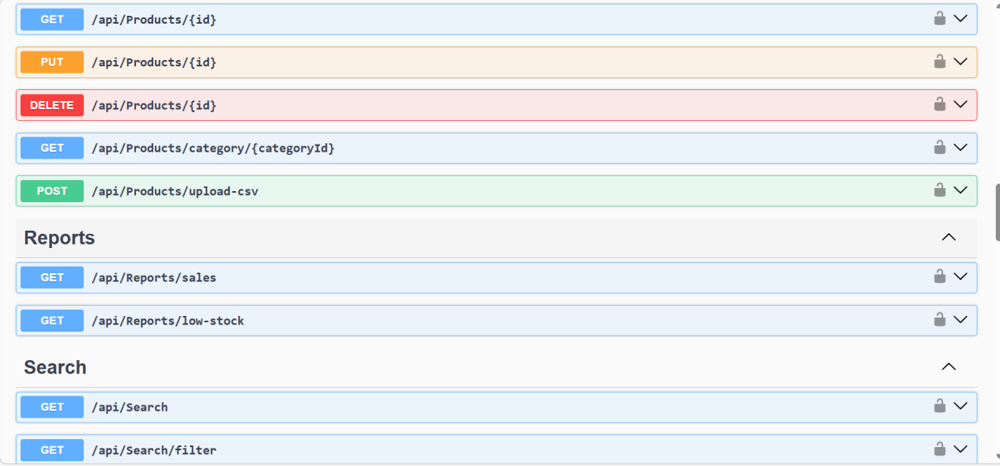 GET /api/Products/{id}
PUT /api/Products/{id}
DELETE /api/Products/{id}
GET /api/Products/category/{categoryId}
POST /api/Products/upload-csv
Reports
GET /api/Reports/sales
GET /api/Reports/low-stock
Search
GET /api/Search
GET /api/Search/filter